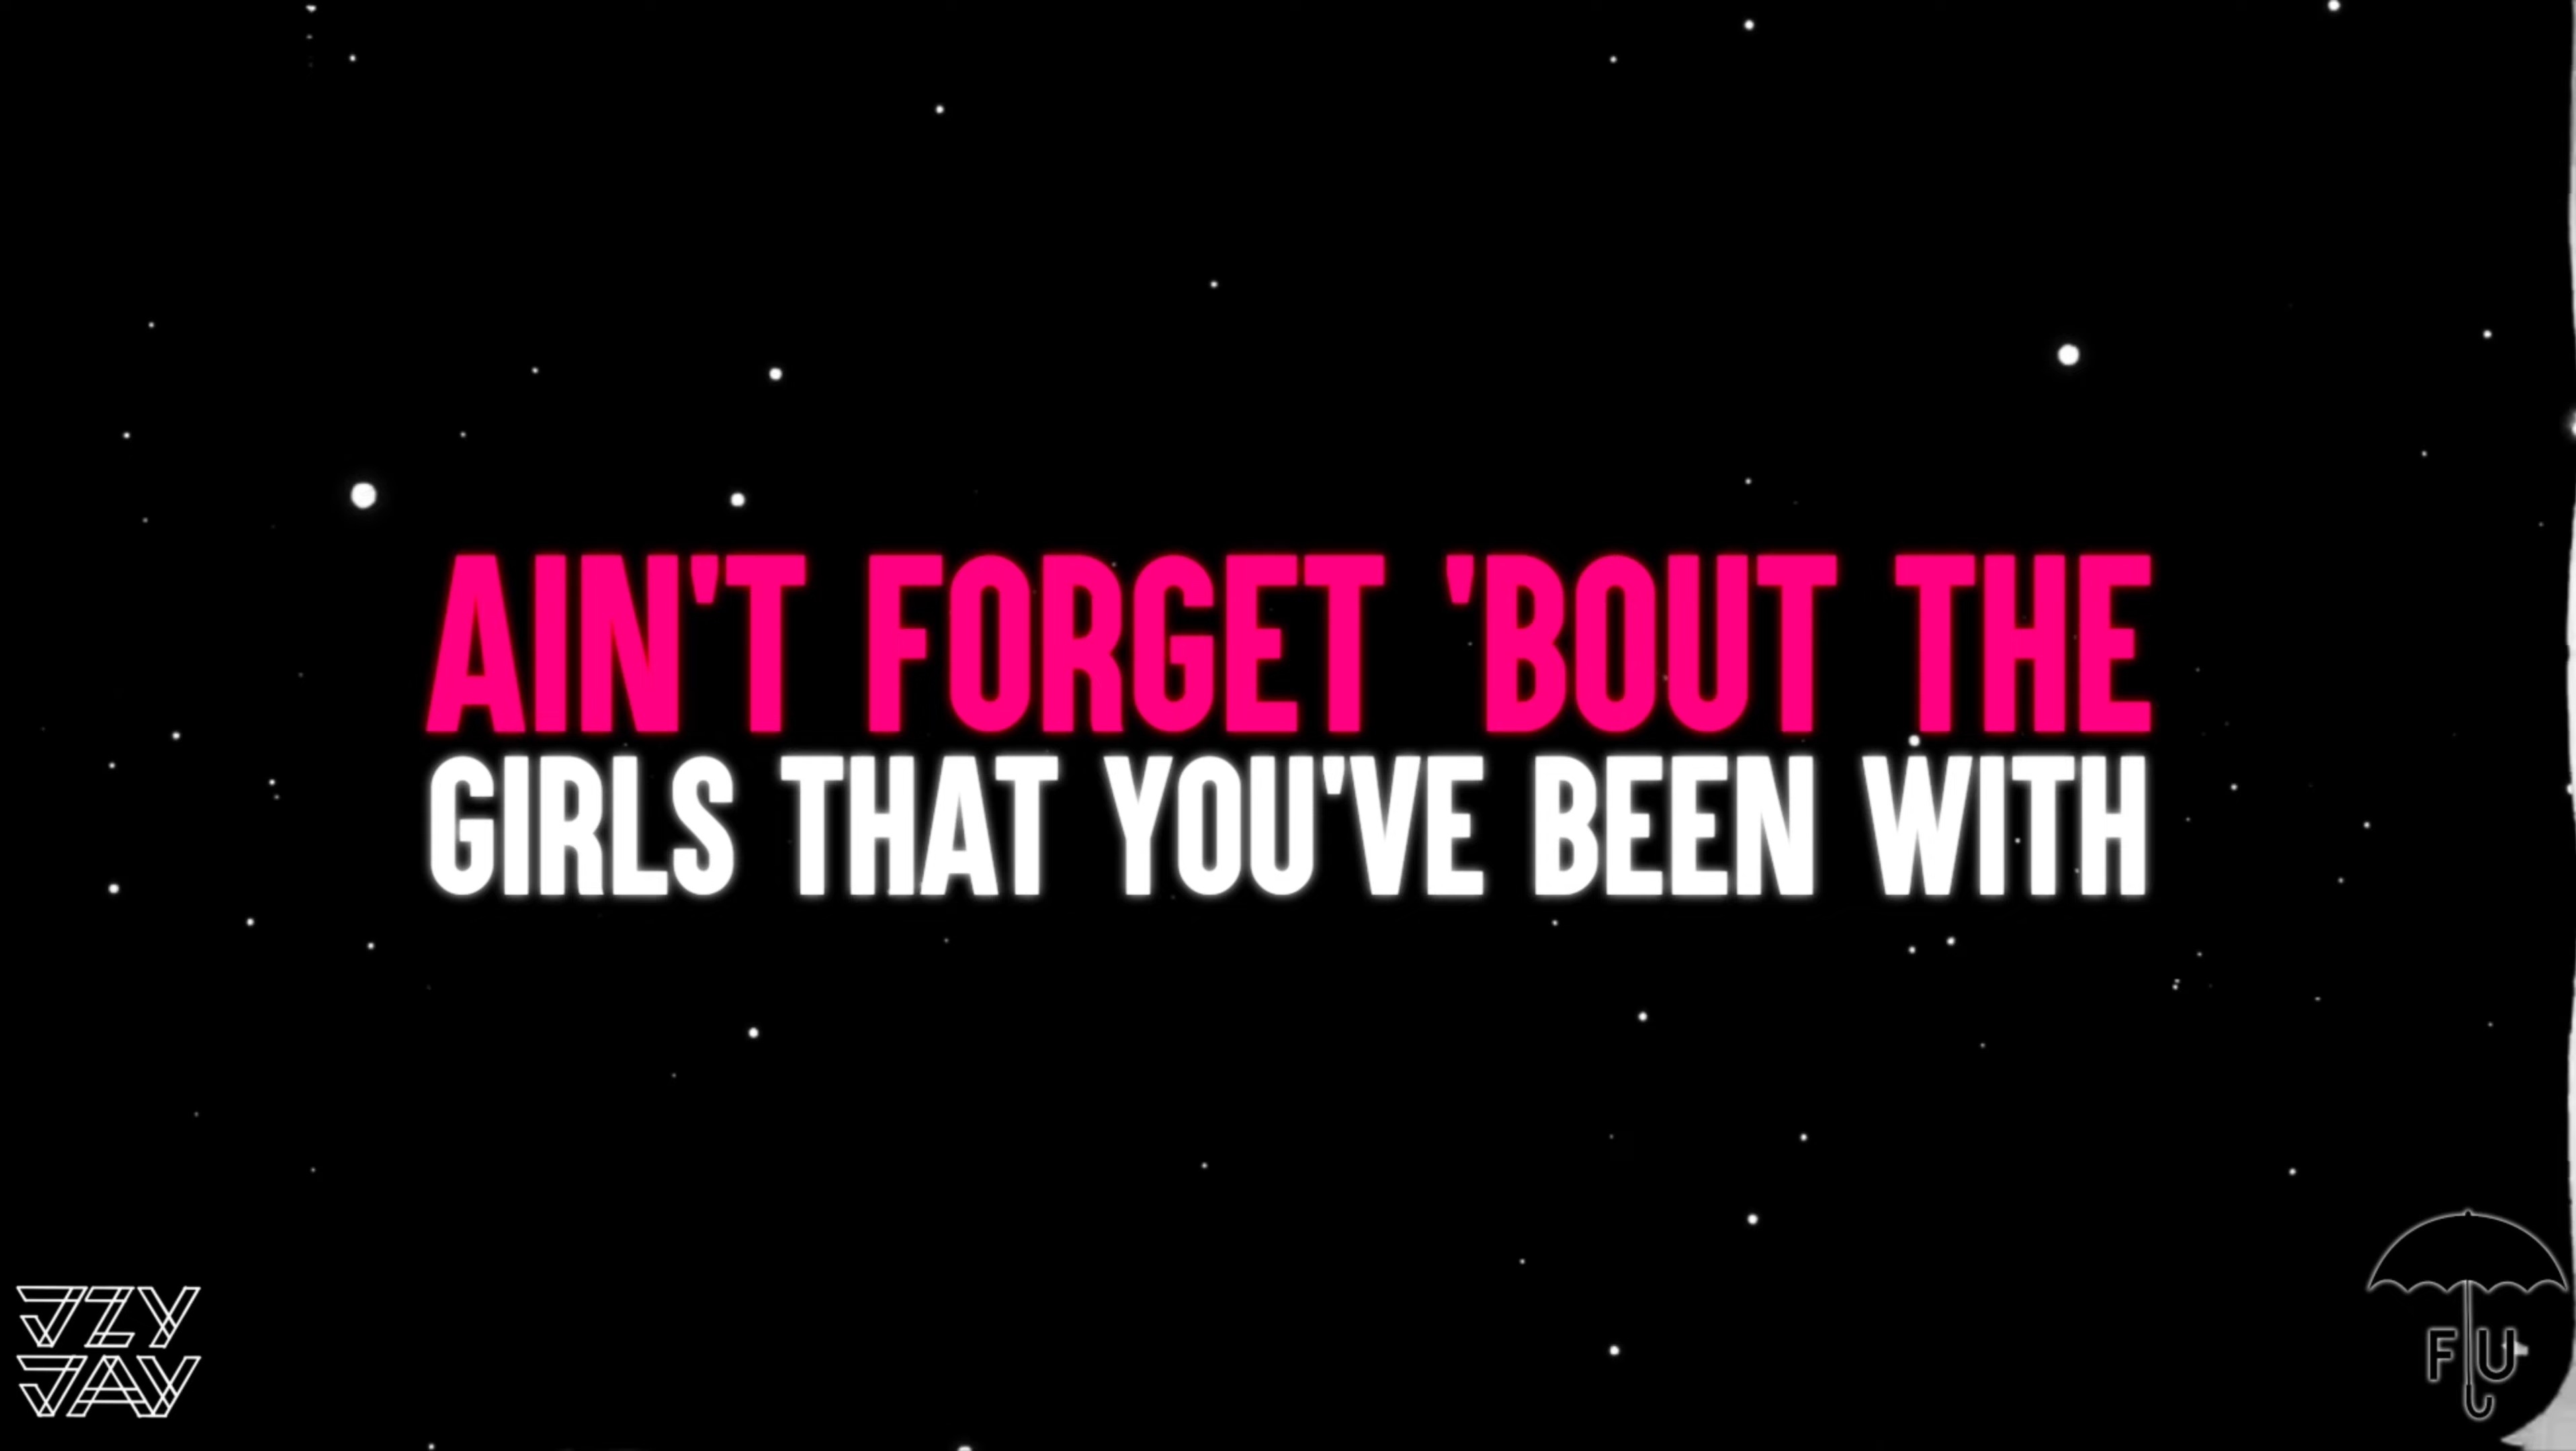 AIN'T FORGET 'BOUT THE
GIRLS THAT YOU'VE BEEN WITH
JZY
JAY
FU